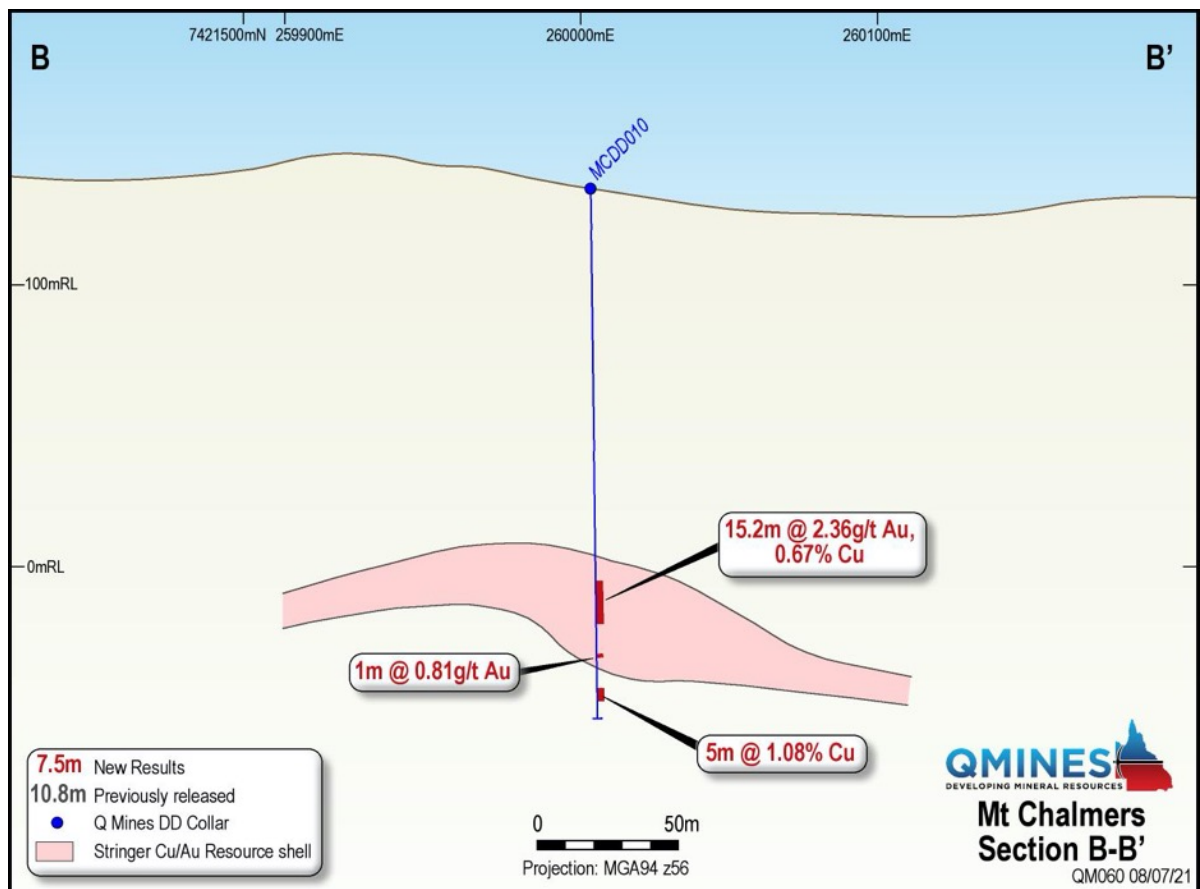 7421500mN 259900mE 260000mE 260100mE
B B'
MCDD010
100mRL
15.2m @ 2.36g/t Au,
0.67% Cu
0mRL
1m @ 0.81g/t Au
5m @ 1.08% Cu
7.5m New Results
10.8m Previously released
Q Mines DD Collar
Stringer Cu/Au Resource shell
0 50m
Projection: MGA94 z56
QMINES
DEVELOPING MINERAL RESOURCES
Mt Chalmers
Section B-B'
QM060 08/07/21